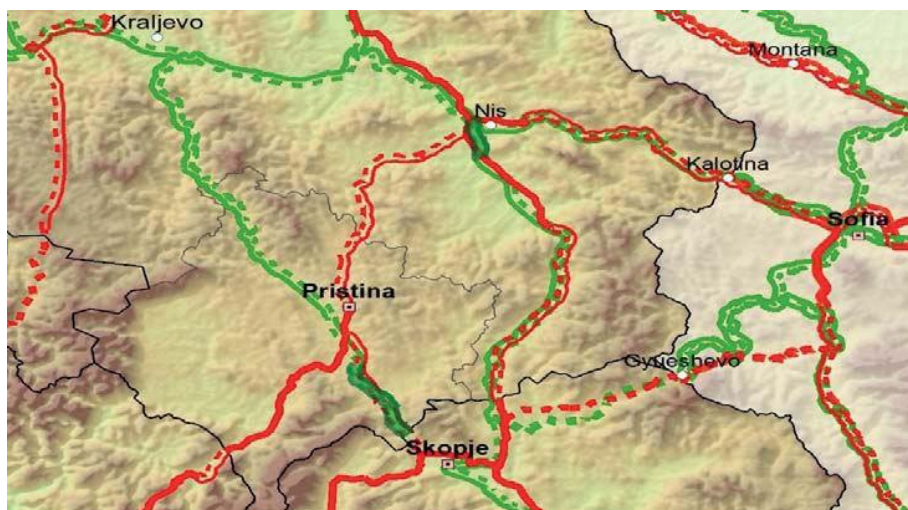 Kraljevo
Montana
Nis
Kalotina
Sofia
Pristina
Gyueshevo
Skopje